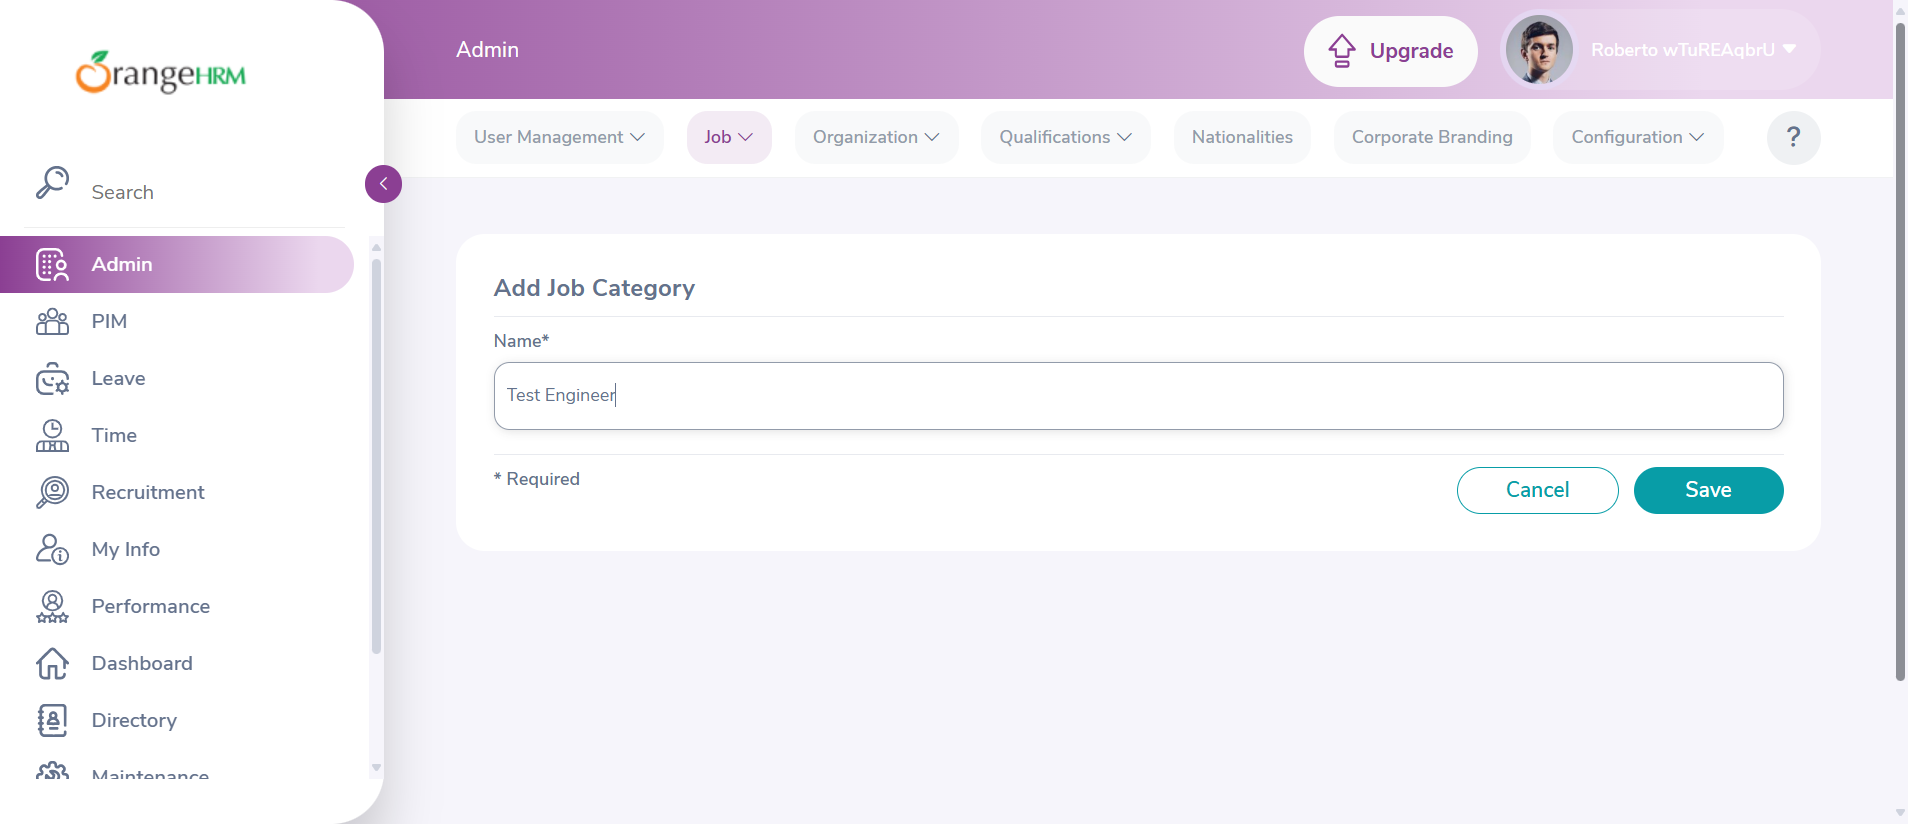 OrangeHRM
Admin
Upgrade
Roberto wTuREAqbrU
User Management
Job
Organization
Qualifications
Nationalities
Corporate Branding
Configuration
?
Search
Admin
PIM
Leave
Time
Recruitment
My Info
Performance
Dashboard
Directory
Maintenance
Add Job Category
Name*
Test Engineer
* Required
Cancel
Save